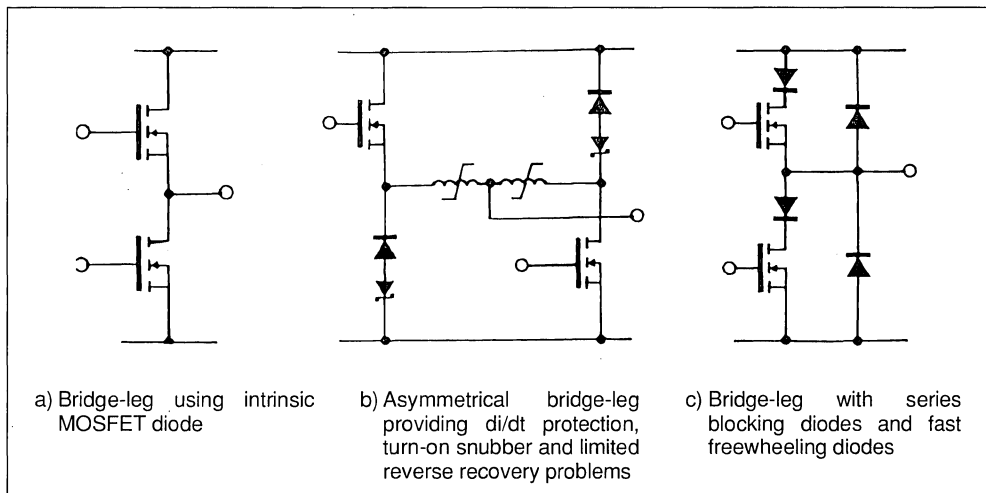 a) Bridge-leg using intrinsic
MOSFET diode
b) Asymmetrical bridge-leg
providing di/dt protection,
turn-on snubber and limited
reverse recovery problems
c) Bridge-leg with series
blocking diodes and fast
freewheeling diodes